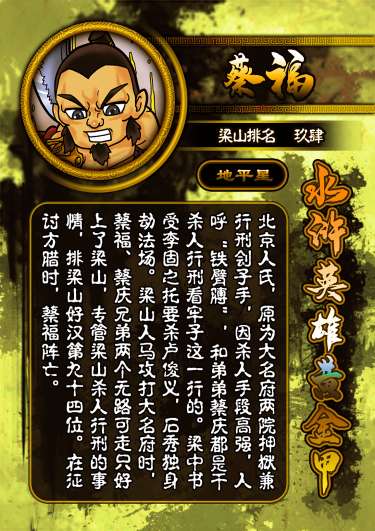 蔡福
梁山排名 玖肆
地平星
水浒英雄黄金甲
北京人氏，原为大名府两院押狱兼
行刑刽子手，因杀人手段高强，人
呼“铁臂膊”，和弟弟蔡庆都是干
杀人行刑看牢子这一行的。梁中书
受李固之托要杀卢俊义，石秀独身
劫法场。梁山人马攻打大名府时，
蔡福、蔡庆兄弟两个无路可走只好
上了梁山，专管梁山杀人行刑的事
情，排梁山好汉第九十四位。在征
讨方腊时，蔡福阵亡。